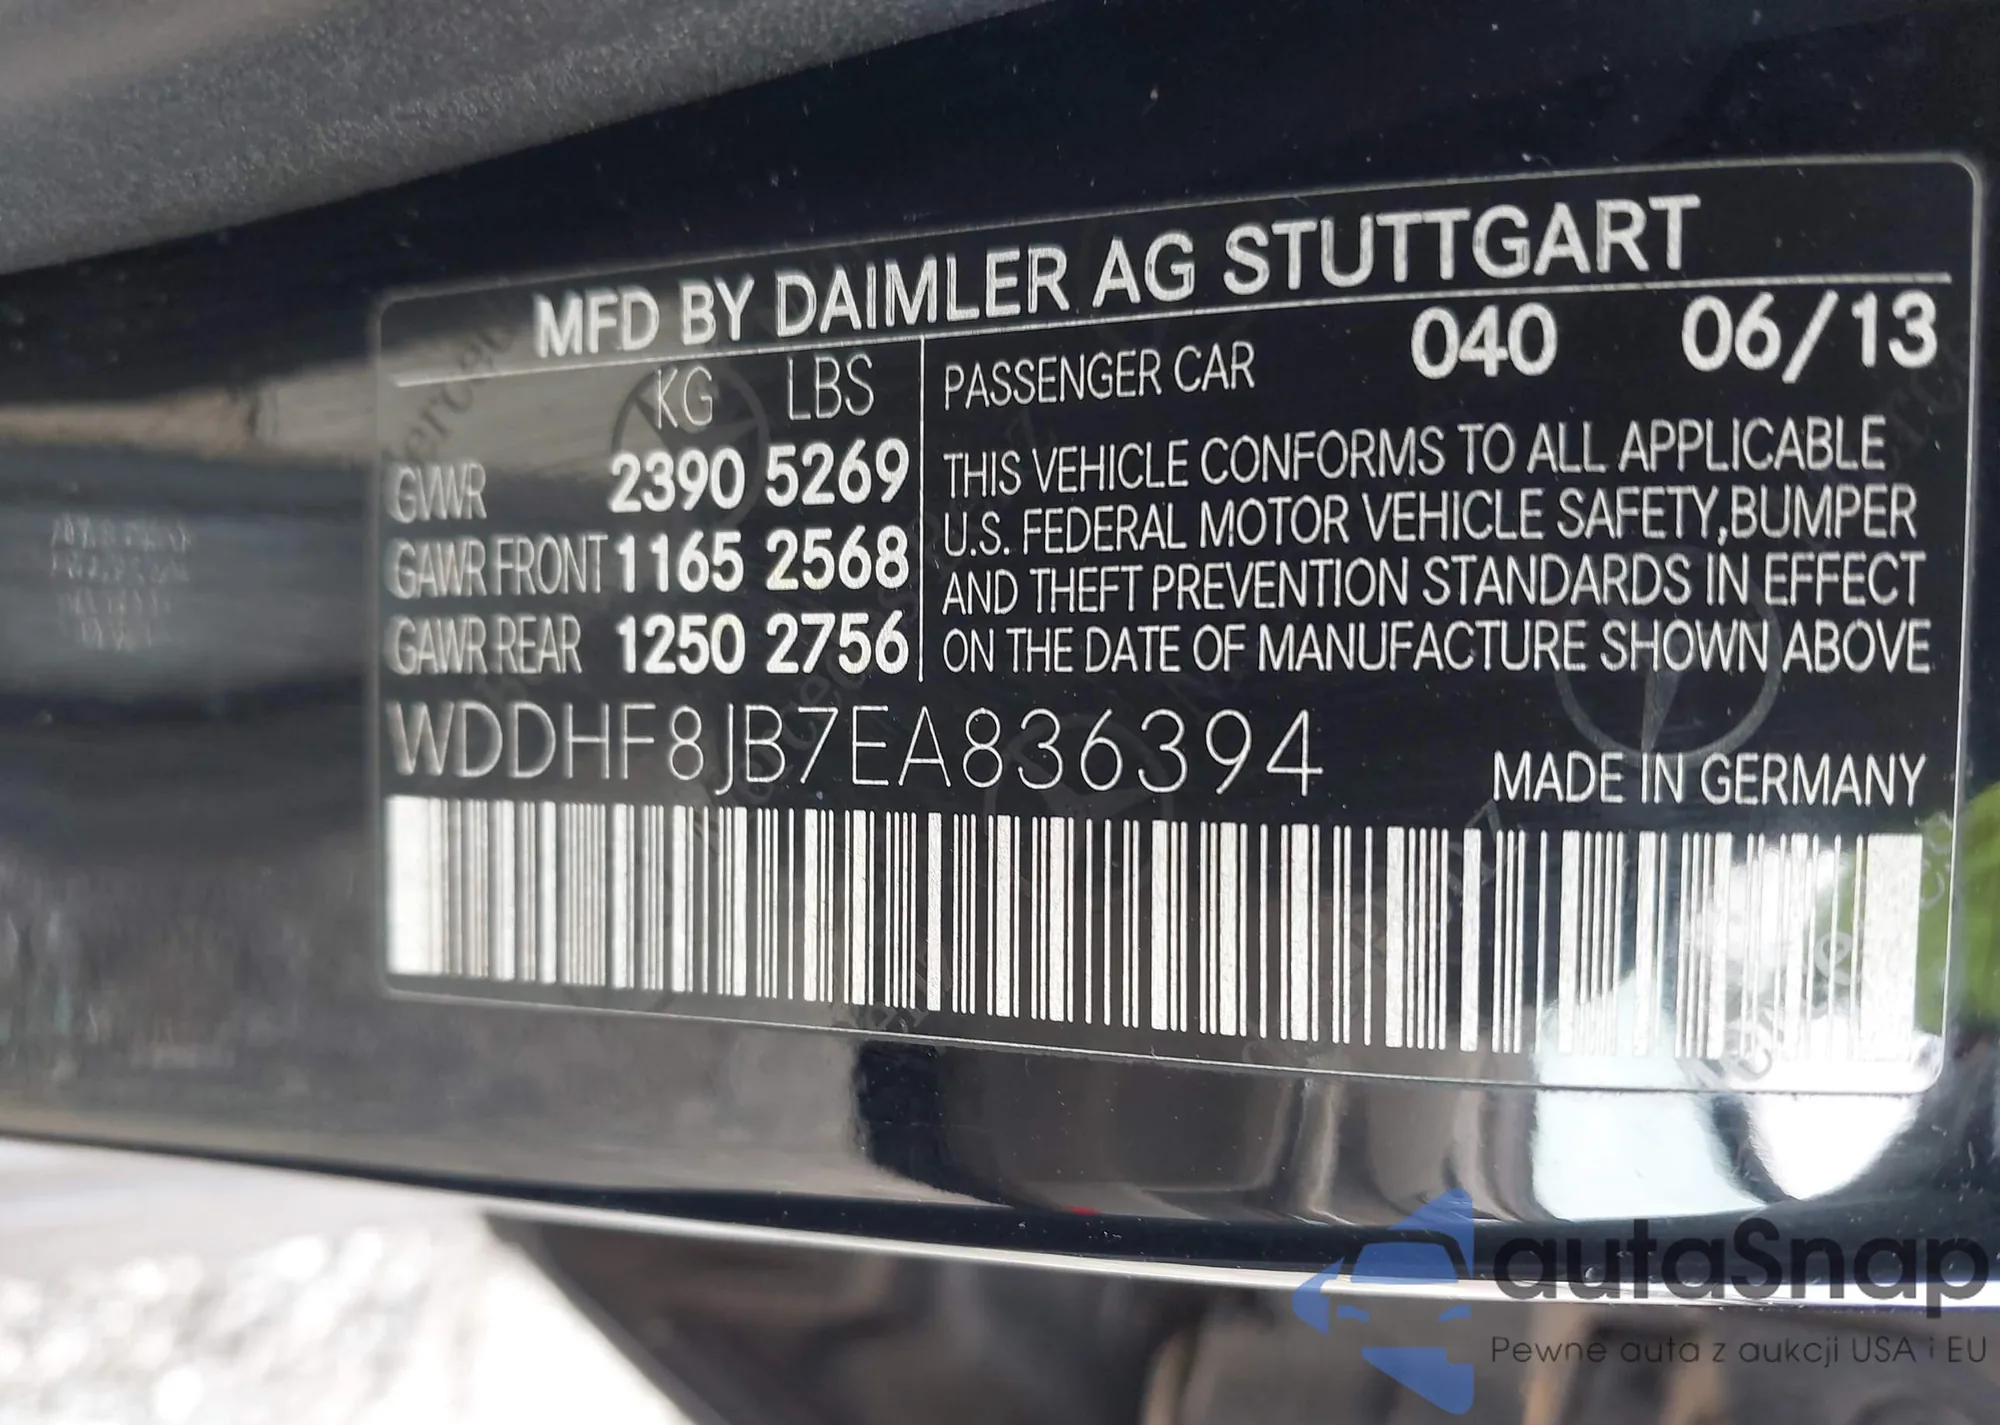 MFD BY DAIMLER AG STUTTGART
KG LBS
GVWR 2390 5269
GAWR FRONT 1165 2568
GAWR REAR 1250 2756
PASSENGER CAR 040 06/13
THIS VEHICLE CONFORMS TO ALL APPLICABLE
U.S. FEDERAL MOTOR VEHICLE SAFETY,BUMPER
AND THEFT PREVENTION STANDARDS IN EFFECT
ON THE DATE OF MANUFACTURE SHOWN ABOVE
WDDHF8JB7EA836394
MADE IN GERMANY
autaSnap
Pewne auta z aukcji USA i EU